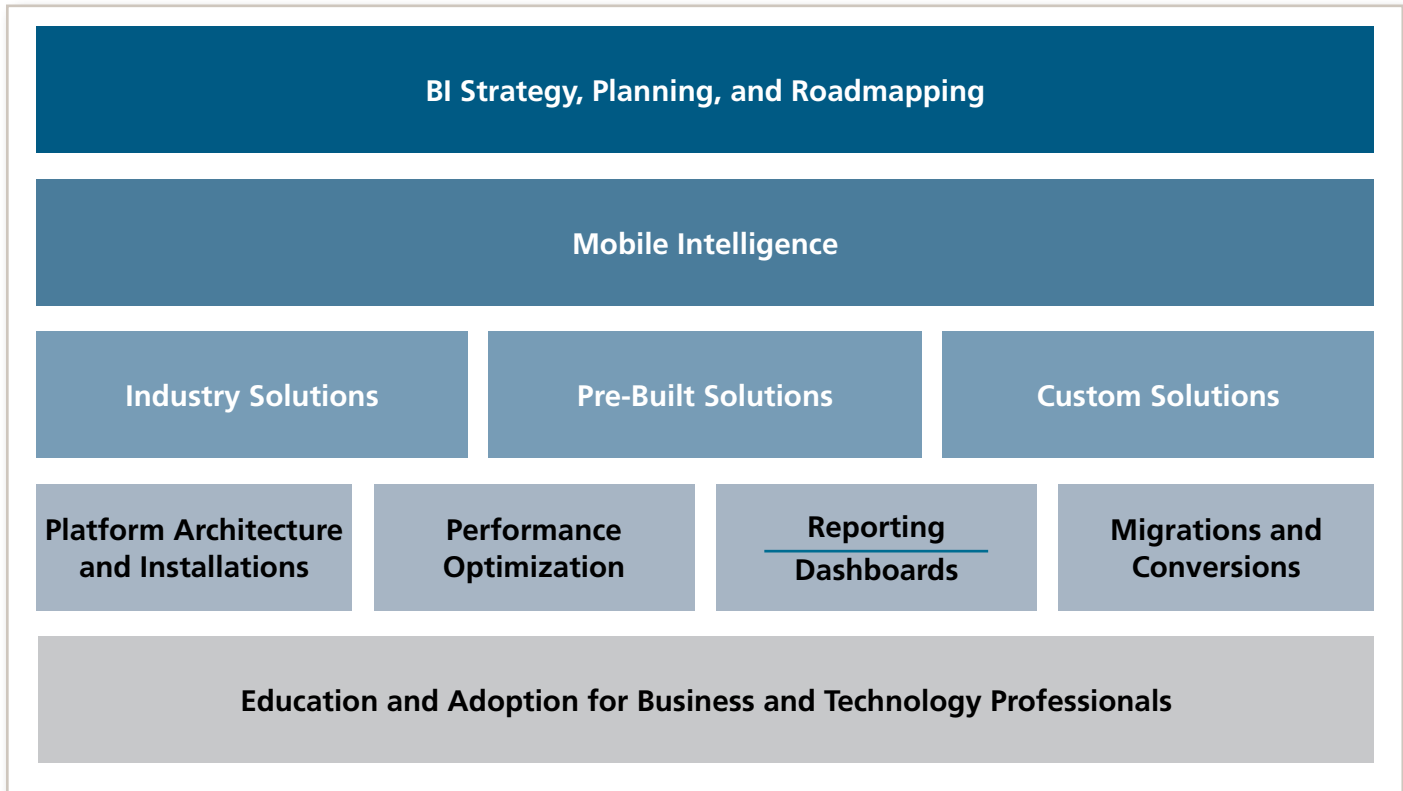 BI Strategy, Planning, and Roadmapping
Mobile Intelligence
Industry Solutions
Pre-Built Solutions
Custom Solutions
Platform Architecture
and Installations
Performance
Optimization
Reporting
Dashboards
Migrations and
Conversions
Education and Adoption for Business and Technology Professionals